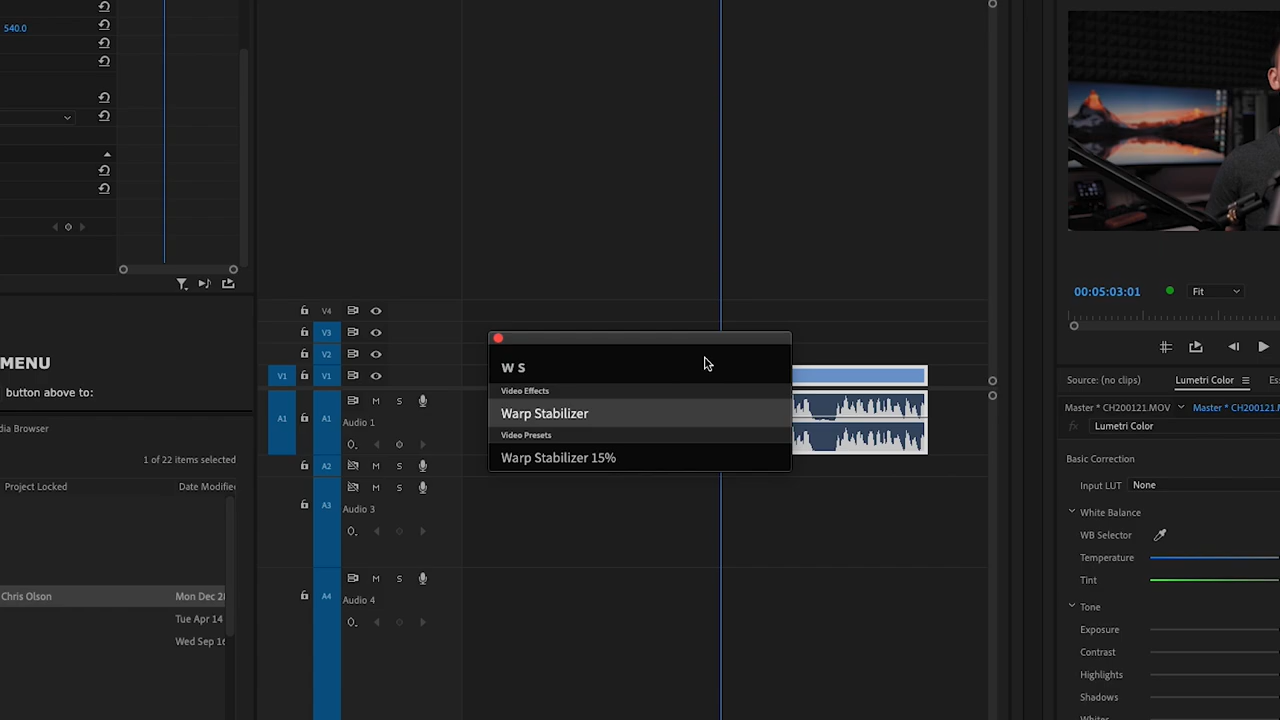 540.0
MENU
button above to:
dia Browser
1 of 22 items selected
Project Locked
Date Modifie
Chris Olson
Mon Dec 2
Tue Apr 14
Wed Sep 16
V4
V3
V2
V1 V1
A1 A1 M S
Audio 1
A2 M S
A3 M S
Audio 3
A4 M S
Audio 4
W S
Video Effects
Warp Stabilizer
Video Presets
Warp Stabilizer 15%
00:05:03:01
Fit
Source: (no clips)
Lumetri Color
Es
Master * CH200121.MOV
Master * CH200121.
fx Lumetri Color
Basic Correction
Input LUT None
White Balance
WB Selector
Temperature
Tint
Tone
Exposure
Contrast
Highlights
Shadows